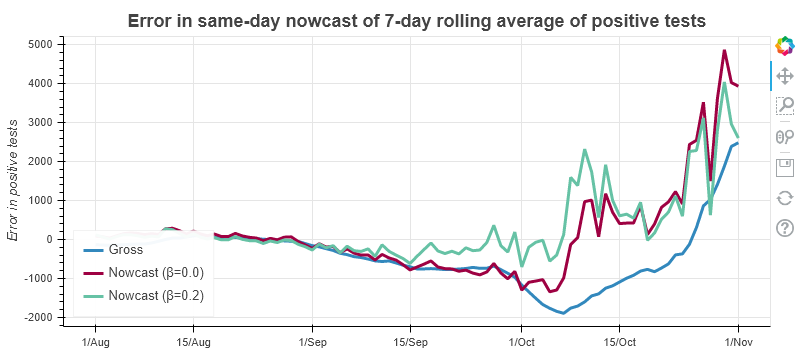 Error in same-day nowcast of 7-day rolling average of positive tests
Error in positive tests
5000
4000
3000
2000
1000
0
-1000
-2000
Gross
Nowcast (β=0.0)
Nowcast (β=0.2)
1/Aug
15/Aug
1/Sep
15/Sep
1/Oct
15/Oct
1/Nov